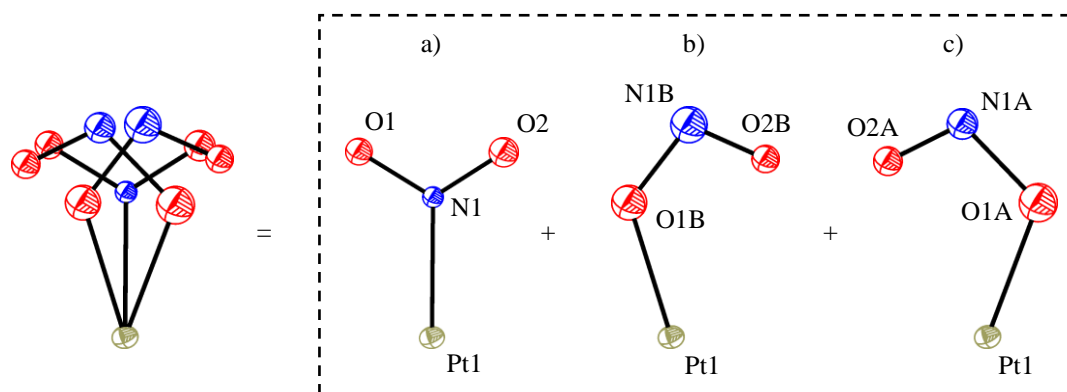 a) b) c)
N1B N1A
O1 O2 O2B O2A
N1 O1B O1A
= + +
Pt1 Pt1 Pt1